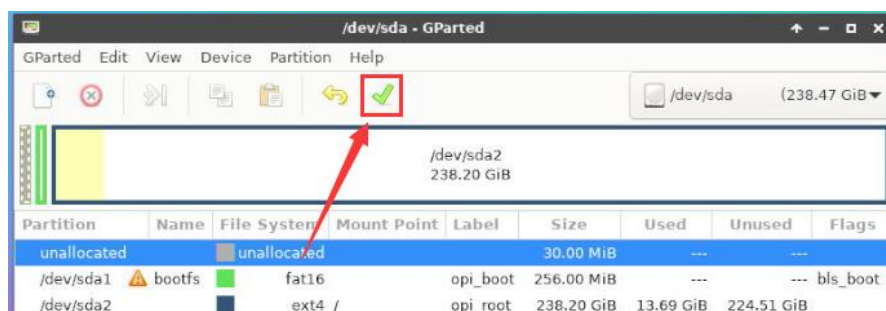 /dev/sda - GParted
GParted Edit View Device Partition Help
/dev/sda (238.47 GiB)
/dev/sda2
238.20 GiB
Partition Name File System Mount Point Label Size Used Unused Flags
unallocated unallocated 30.00 MiB --- ---
/dev/sda1 bootfs fat16 opi_boot 256.00 MiB --- --- bls_boot
/dev/sda2 ext4 / opi_root 238.20 GiB 13.69 GiB 224.51 GiB